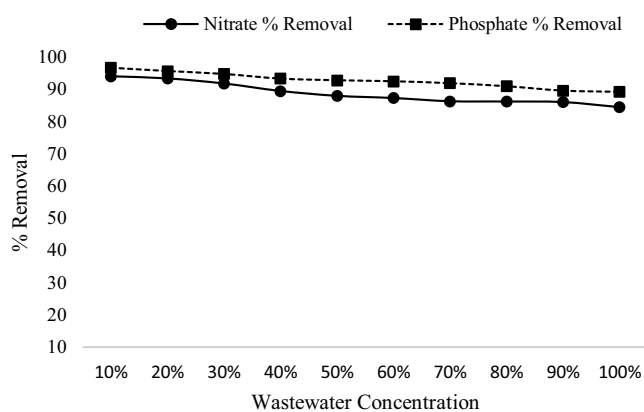 Nitrate % Removal Phosphate % Removal
100
90
80
70
60
50
40
30
20
10
% Removal
10% 20% 30% 40% 50% 60% 70% 80% 90% 100%
Wastewater Concentration